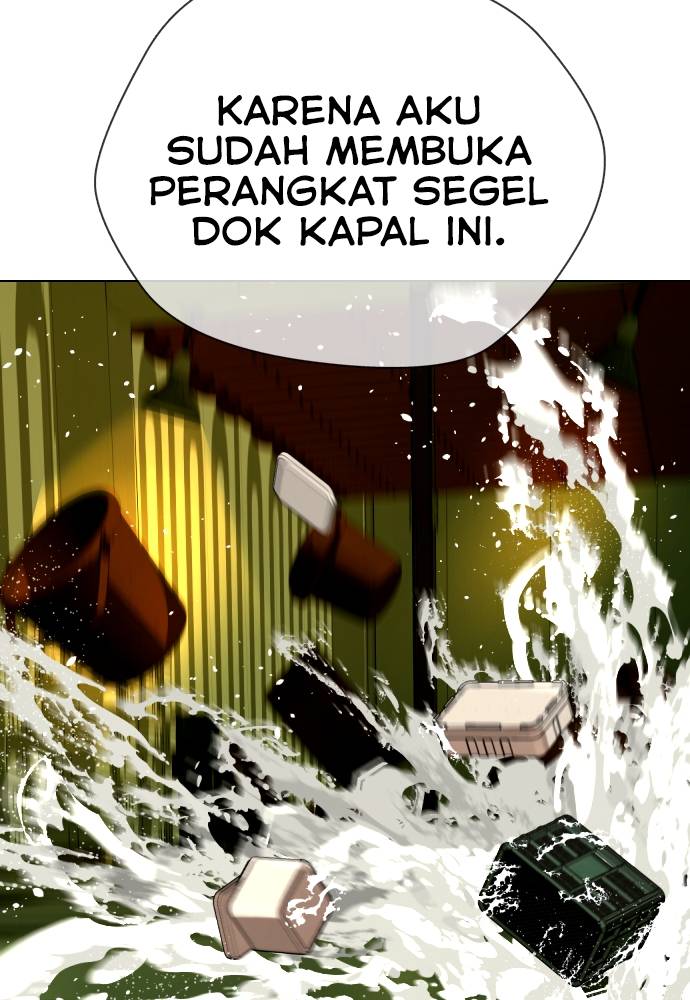 KARENA AKU
SUDAH MEMBUKA
PERANGKAT SEGEL
DOK KAPAL INI.